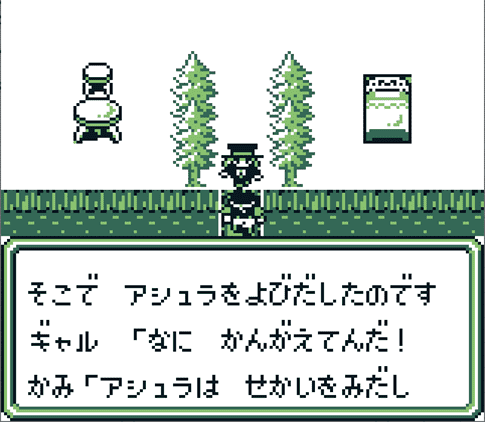 そこで　アシュラをよびだしたのです
ギャル　「なに　かんがえてんだ！
かみ「アシュラは　せかいをみだし